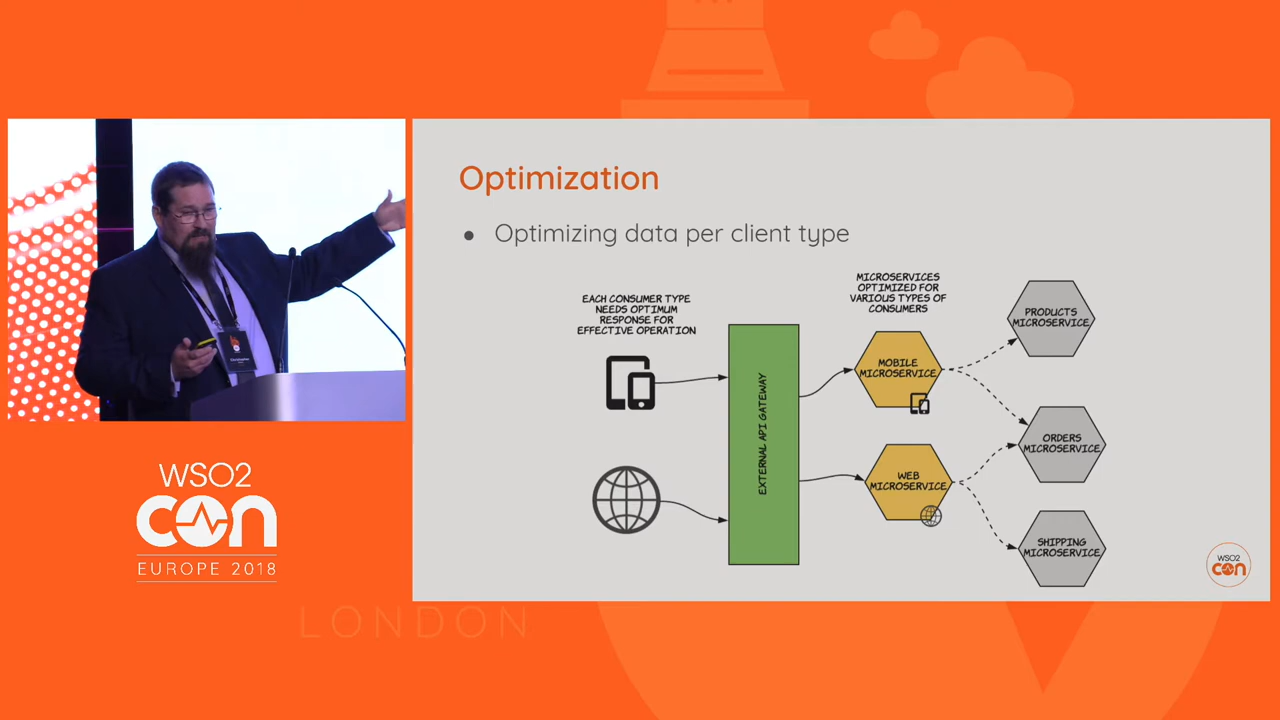 Optimization
• Optimizing data per client type
EACH CONSUMER TYPE
NEEDS OPTIMUM
RESPONSE FOR
EFFECTIVE OPERATION
MICROSERVICES
OPTIMIZED FOR
VARIOUS TYPES OF
CONSUMERS
EXTERNAL API GATEWAY
MOBILE
MICROSERVICE
WEB
MICROSERVICE
PRODUCTS
MICROSERVICE
ORDERS
MICROSERVICE
SHIPPING
MICROSERVICE
WSO2
con
WSO2
con
EUROPE 2018
LONDON